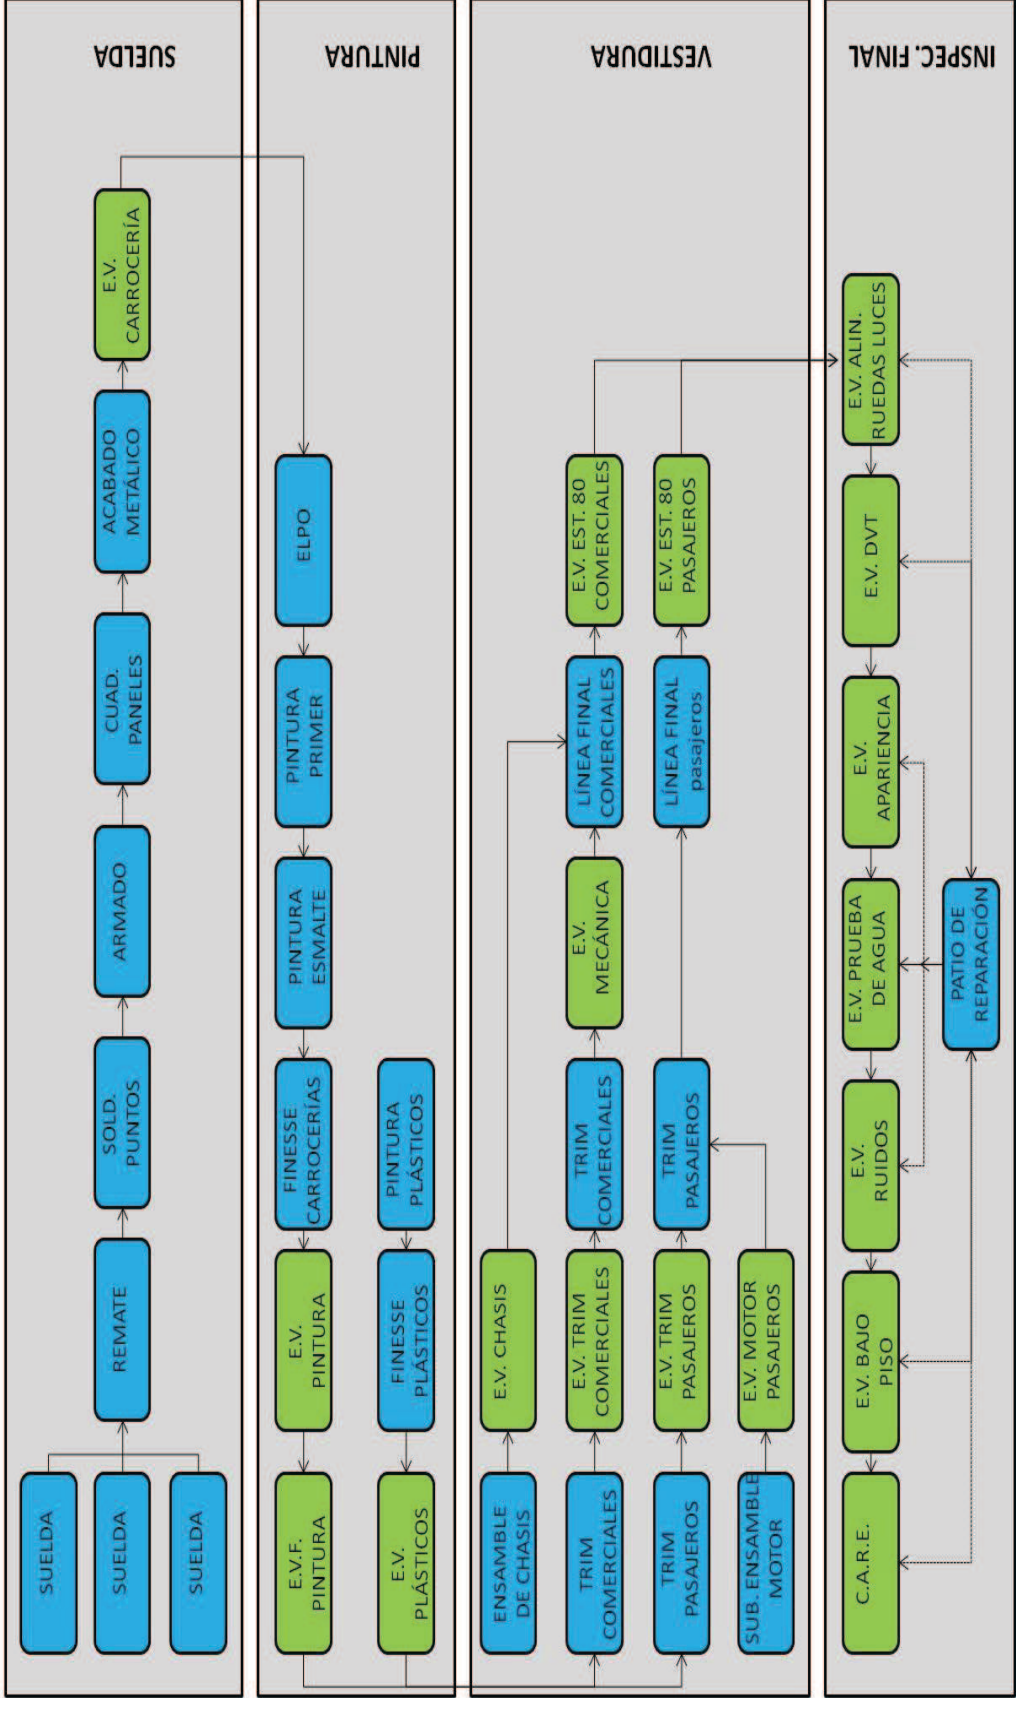 SUELDA
SUELDA
SUELDA
SUELDA
REMATE
SOLD.
PUNTOS
ARMADO
CUAD.
PANELES
ACABADO
METÁLICO
E.V.
CARROCERÍA
PINTURA
ELPO
PINTURA
PRIMER
PINTURA
ESMALTE
FINESSE
CARROCERÍAS
E.V.
PINTURA
E.V.F.
PINTURA
PINTURA
PLÁSTICOS
FINESSE
PLÁSTICOS
E.V.
PLÁSTICOS
VESTIDURA
ENSAMBLE
DE CHASIS
E.V. CHASIS
TRIM
COMERCIALES
E.V. TRIM
COMERCIALES
TRIM
COMERCIALES
E.V.
MECÁNICA
LÍNEA FINAL
COMERCIALES
E.V. EST. 80
COMERCIALES
TRIM
PASAJEROS
E.V. TRIM
PASAJEROS
TRIM
PASAJEROS
LÍNEA FINAL
pasajeros
E.V. EST. 80
PASAJEROS
SUB. ENSAMBLE
MOTOR
E.V. MOTOR
PASAJEROS
INSPEC. FINAL
E.V. ALIN.
RUEDAS LUCES
E.V. DVT
E.V.
APARIENCIA
E.V. PRUEBA
DE AGUA
E.V.
RUIDOS
E.V. BAJO
PISO
C.A.R.E.
PATIO DE
REPARACIÓN